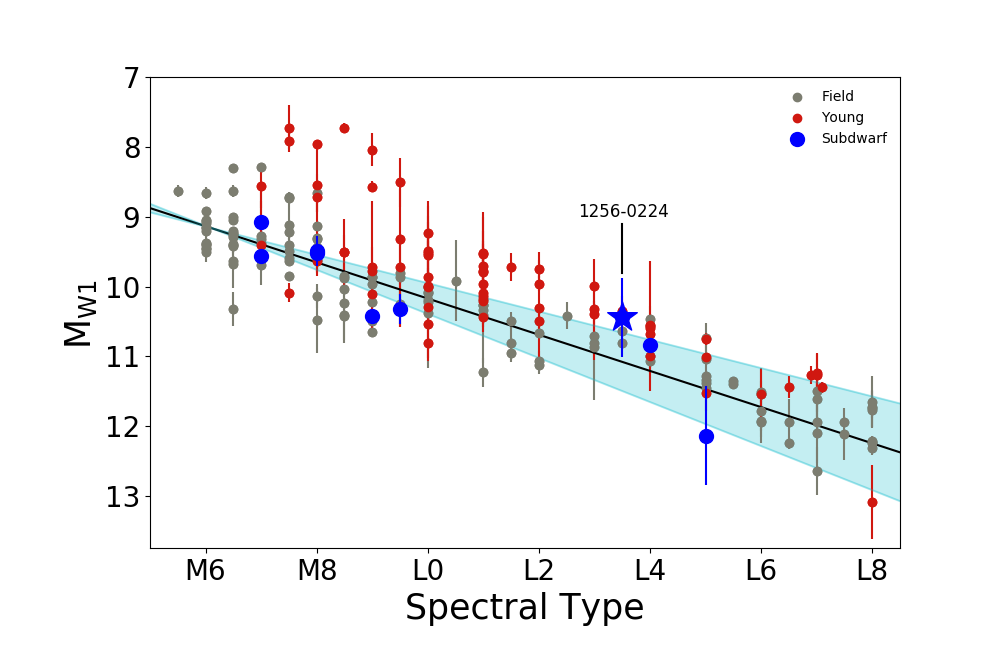 7
8
9
10
11
12
13
M_W1
Field
Young
Subdwarf
1256-0224
M6 M8 L0 L2 L4 L6 L8
Spectral Type